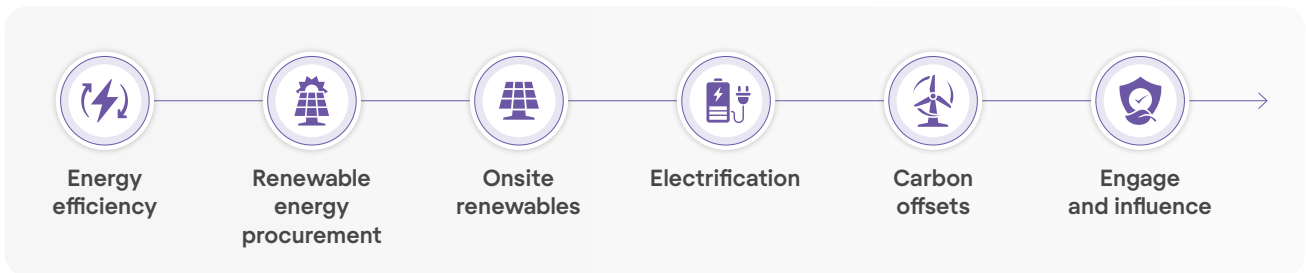 Energy
efficiency
Renewable
energy
procurement
Onsite
renewables
Electrification
Carbon
offsets
Engage
and influence